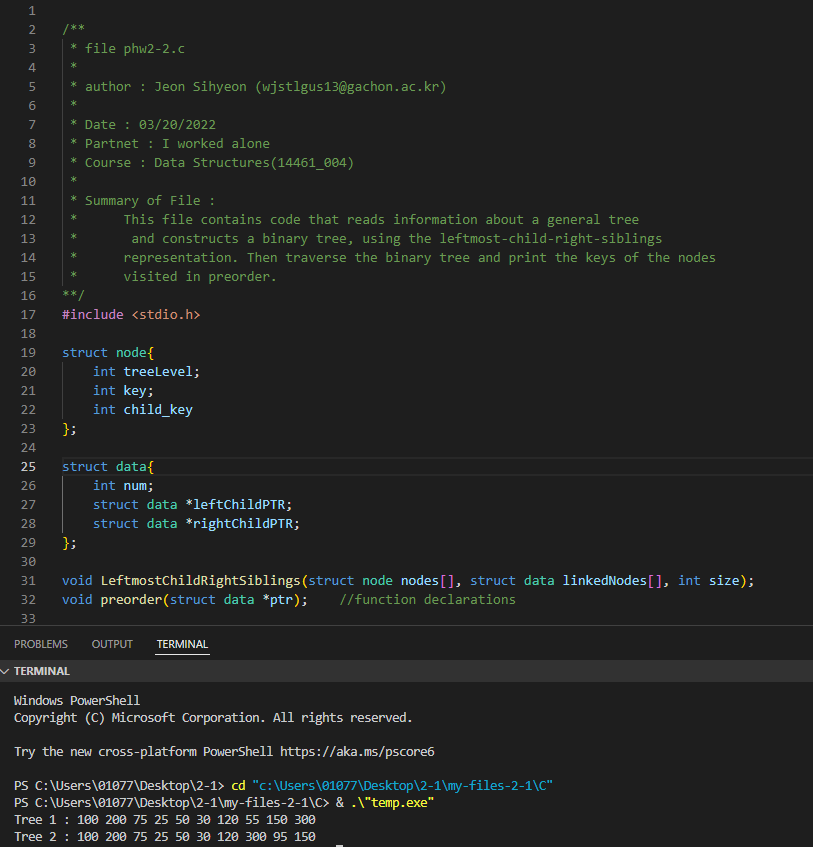 1
2 /**
3 * file phw2-2.c
4 *
5 * author : Jeon Sihyeon (wjstlgus13@gachon.ac.kr)
6 *
7 * Date : 03/20/2022
8 * Partnet : I worked alone
9 * Course : Data Structures(14461_004)
10 *
11 * Summary of File :
12 *      This file contains code that reads information about a general tree
13 *       and constructs a binary tree, using the leftmost-child-right-siblings
14 *      representation. Then traverse the binary tree and print the keys of the nodes
15 *      visited in preorder.
16 **/
17 #include <stdio.h>
18
19 struct node{
20     int treeLevel;
21     int key;
22     int child_key
23 };
24
25 struct data{
26     int num;
27     struct data *leftChildPTR;
28     struct data *rightChildPTR;
29 };
30
31 void LeftmostChildRightSiblings(struct node nodes[], struct data linkedNodes[], int size);
32 void preorder(struct data *ptr);    //function declarations
33
PROBLEMS OUTPUT TERMINAL
TERMINAL
Windows PowerShell
Copyright (C) Microsoft Corporation. All rights reserved.
Try the new cross-platform PowerShell https://aka.ms/pscore6
PS C:\Users\01077\Desktop\2-1> cd "c:\Users\01077\Desktop\2-1\my-files-2-1\C"
PS C:\Users\01077\Desktop\2-1\my-files-2-1\C> & .\"temp.exe"
Tree 1 : 100 200 75 25 50 30 120 55 150 300
Tree 2 : 100 200 75 25 50 30 120 300 95 150